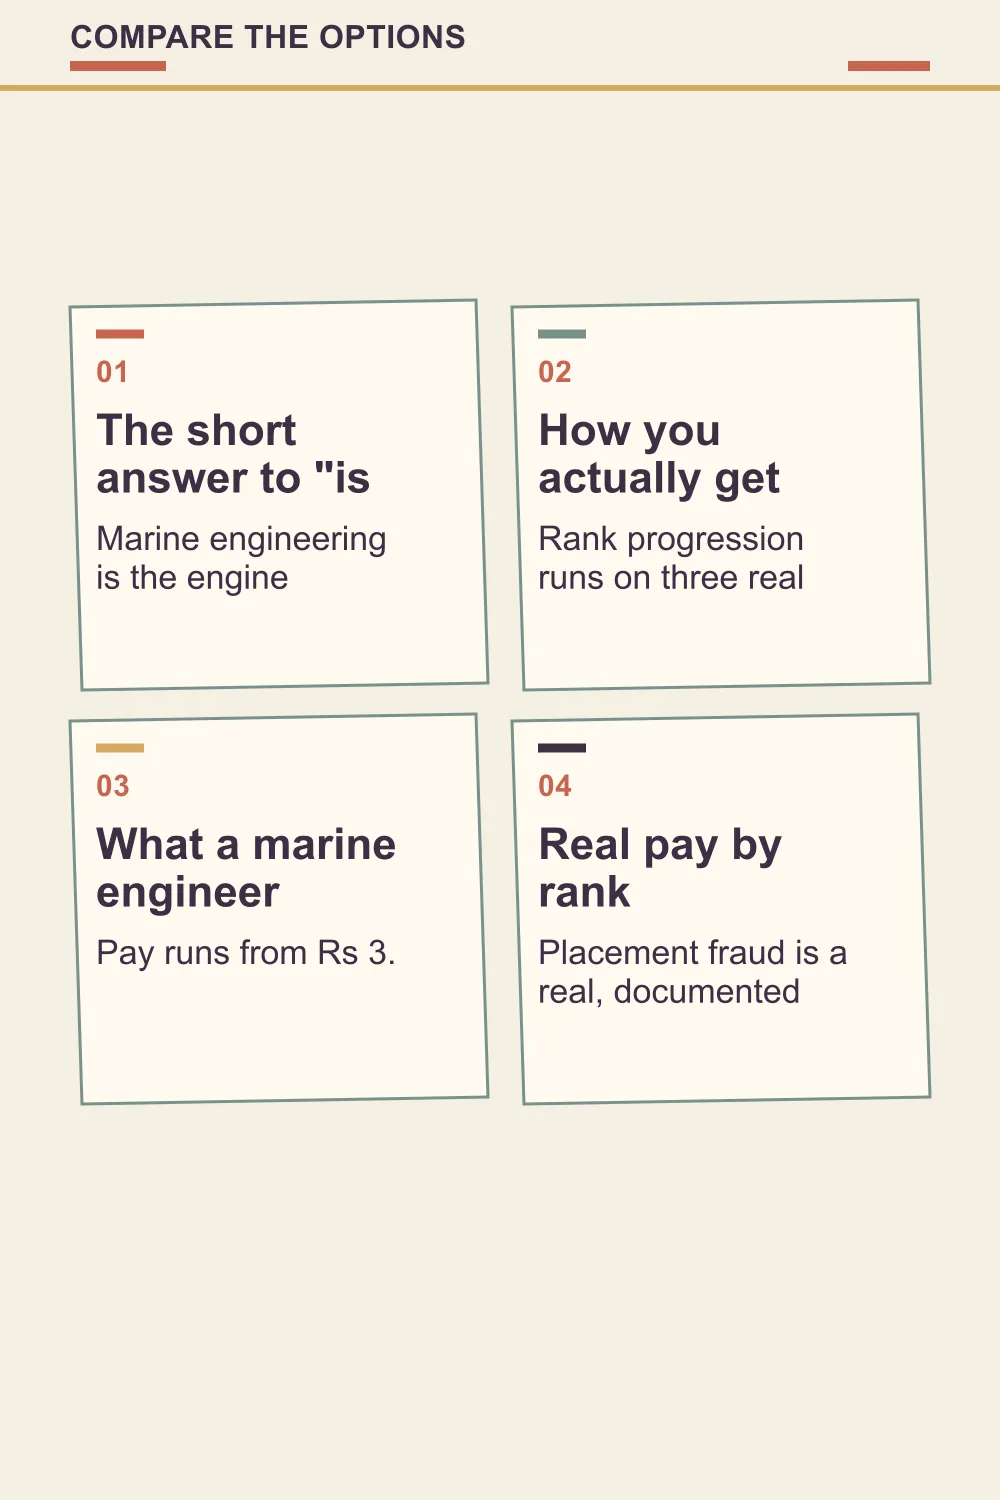 COMPARE THE OPTIONS
01
The short
answer to "is
Marine engineering
is the engine
02
How you
actually get
Rank progression
runs on three real
03
What a marine
engineer
Pay runs from Rs 3.
04
Real pay by
rank
Placement fraud is a
real, documented